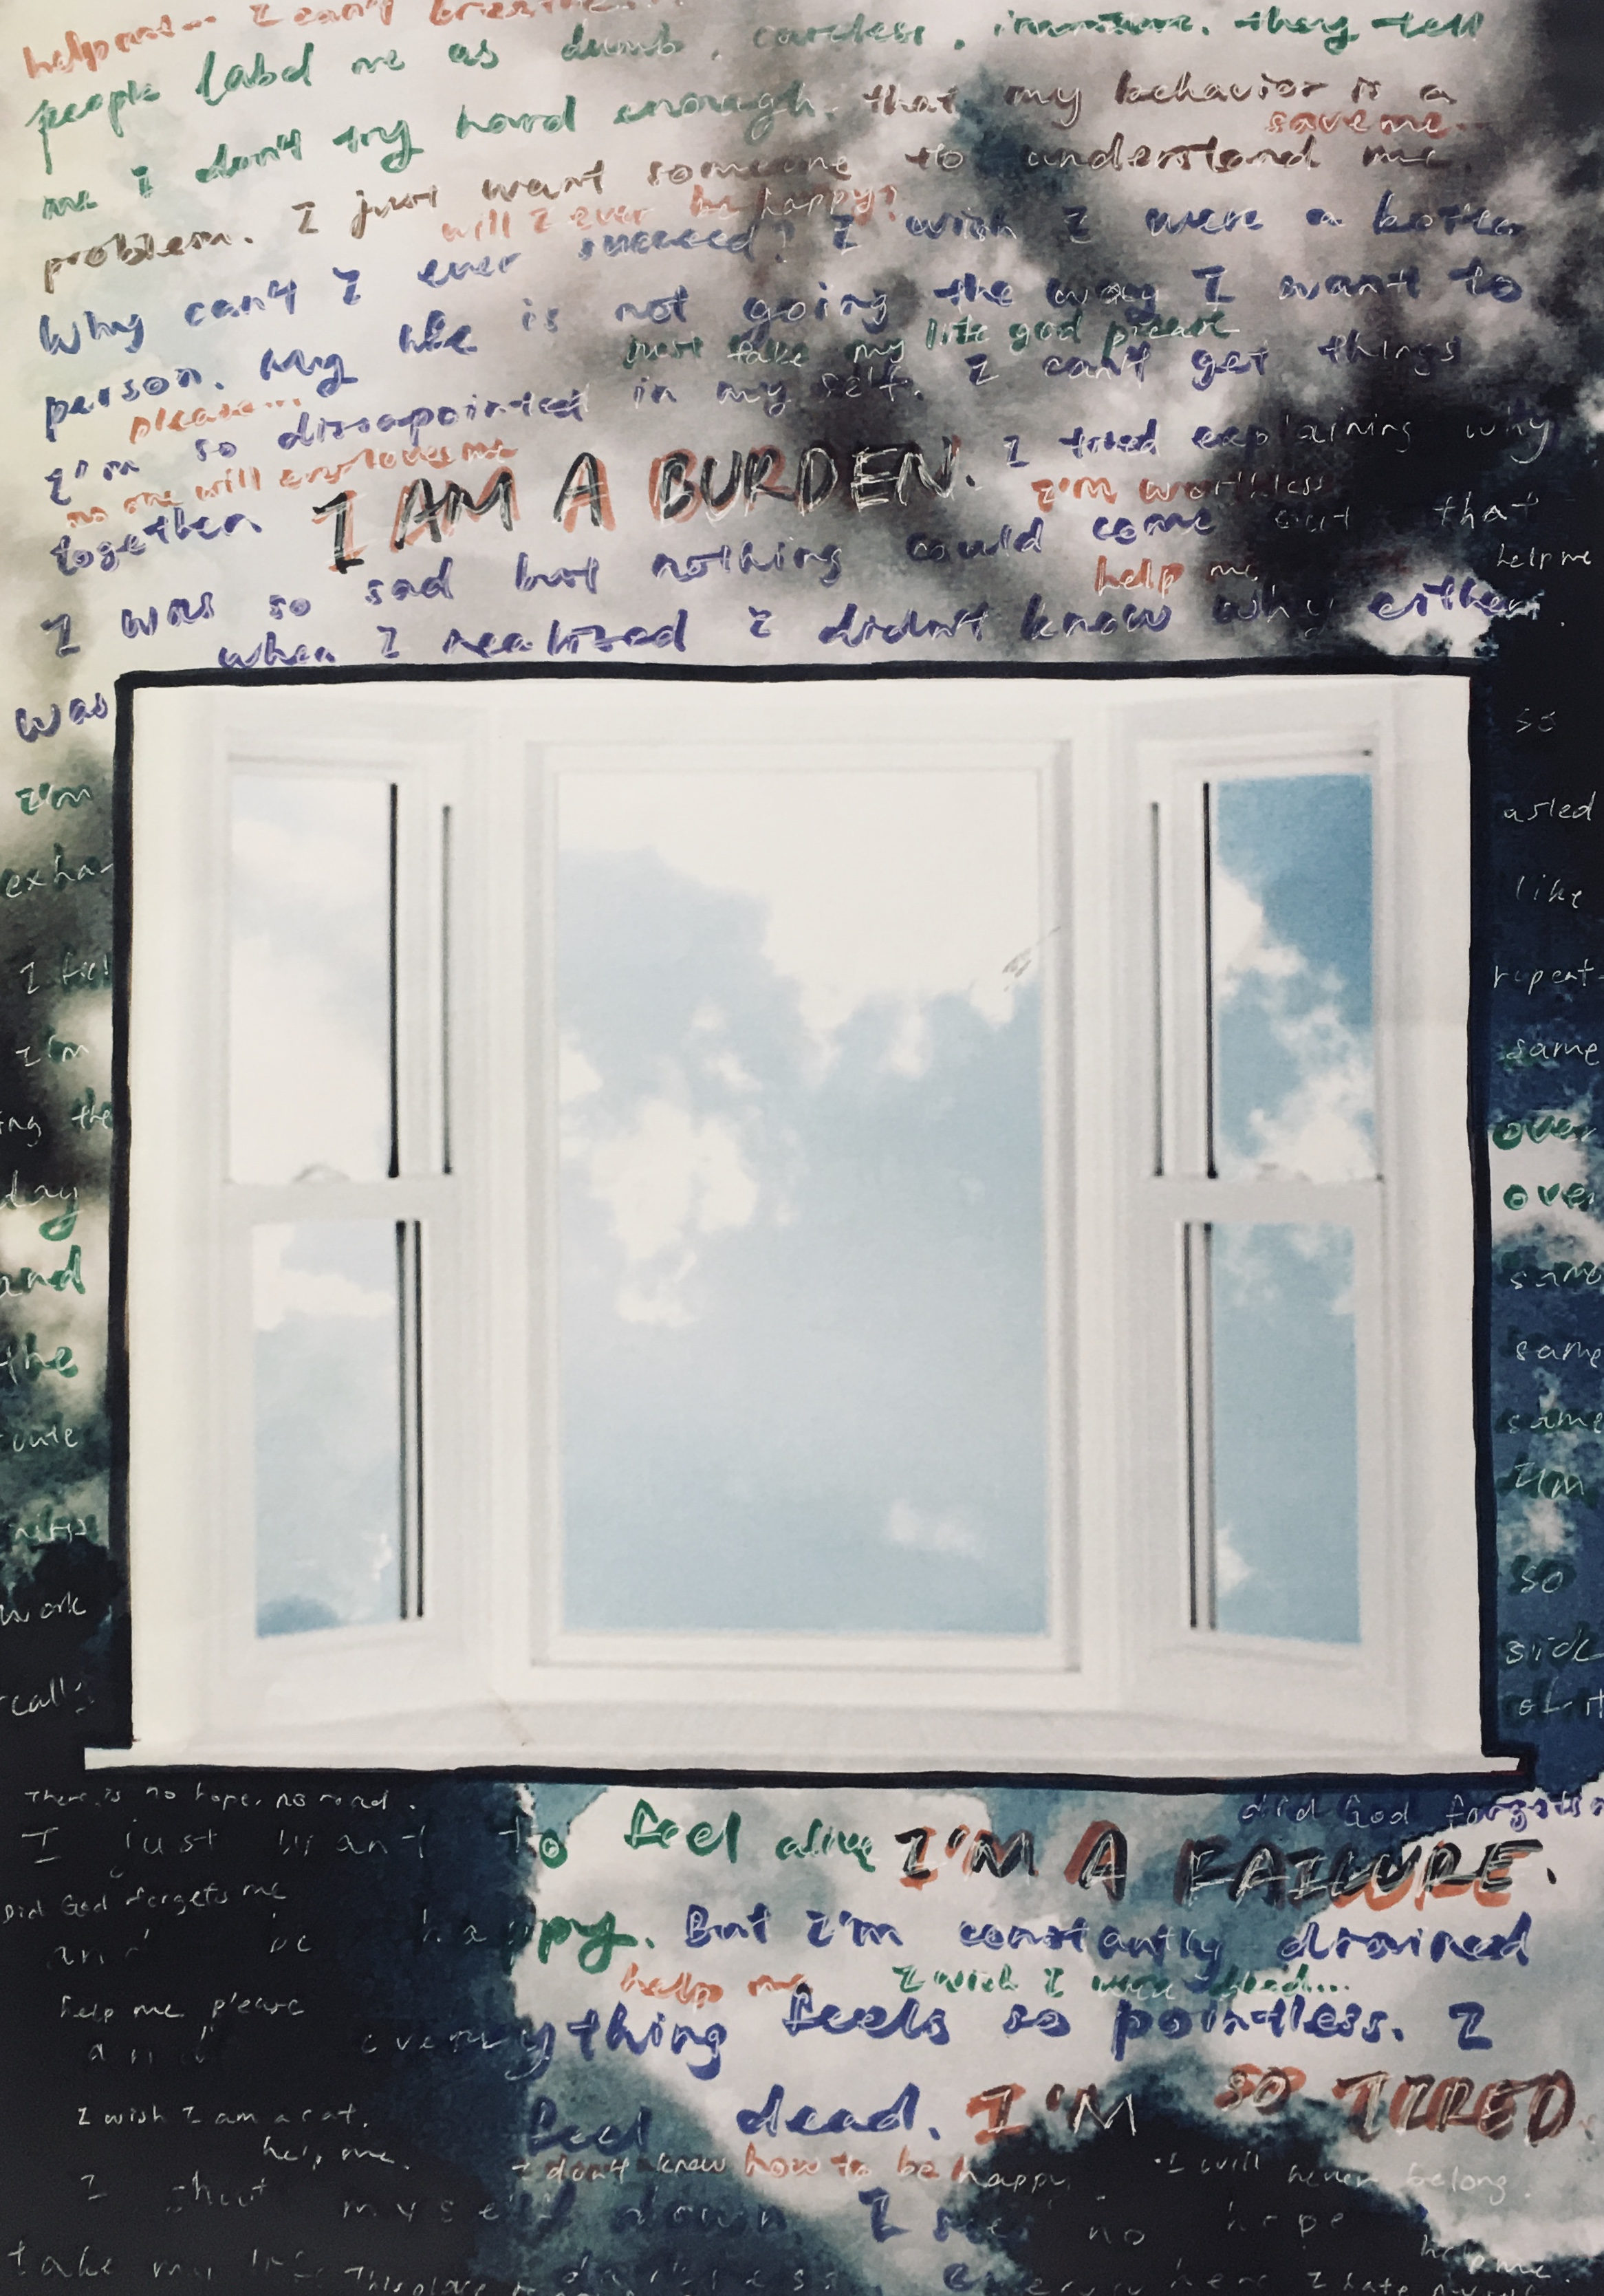 help me... I can't breathe...
people label me as dumb, careless, immature. they tell
me I don't try hard enough. that my behavior is a
save me.
problem. I just want someone to understand me.
will I ever be happy?
Why can't I ever succeed? I wish I were a better
person. My life is not going the way I want to
just take my life god please
please...
I'm so dissapointed in my self. I can't get things
no one will ever loves me
together I AM A BURDEN. I tried explaining why
I'm worthless
I was so sad but nothing could come out that
help me
help me
was when I realized I didn't know why either.
I'm so
exha- asted
I feel like
I'm repeat-
ing the same
day over
and over
the same
same
same
I'm
work so
sick
really of it
There is no hope. no
I just want to feel alive I'M A FAILURE.
did God forgets
Did God forgets me
and be happy. But I'm constantly drained
help me I wish I were dead...
help me please
and everything feels so pointless. I
I wish I am a cat.
feel dead. I'M SO TIRED.
help me.
I don't know how to be happy I will never belong.
I shut myself down. I see no hope
help me.
take my life This place darkness I hate